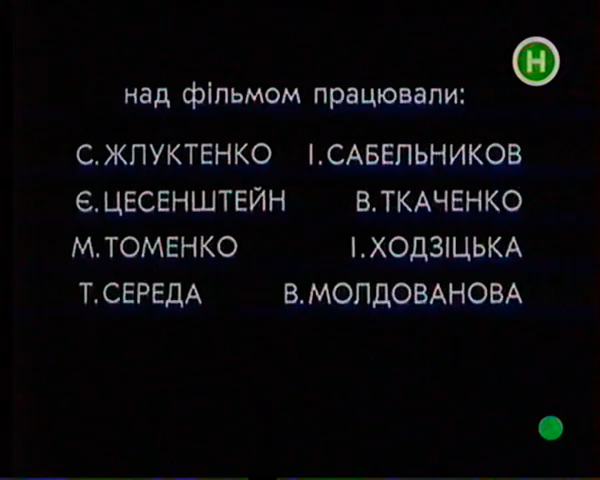 Н
над фільмом працювали:
С. ЖЛУКТЕНКО І. САБЕЛЬНИКОВ
Є. ЦЕСЕНШТЕЙН В. ТКАЧЕНКО
М. ТОМЕНКО І. ХОДЗІЦЬКА
Т. СЕРЕДА В. МОЛДОВАНОВА